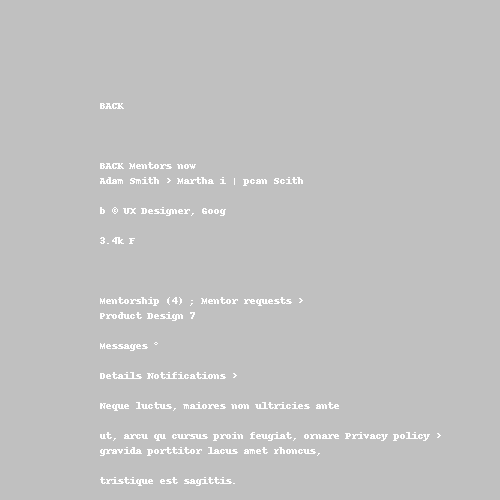 BACK
BACK Mentors now
Adam Smith > Martha i | pcan Scith
b © UX Designer, Goog
3.4k F
Mentorship (4) ; Mentor requests >
Product Design 7
Messages °
Details Notifications >
Neque luctus, maiores non ultricies ante
ut, arcu qu cursus proin feugiat, ornare Privacy policy >
gravida porttitor lacus amet rhoncus,
tristique est sagittis.